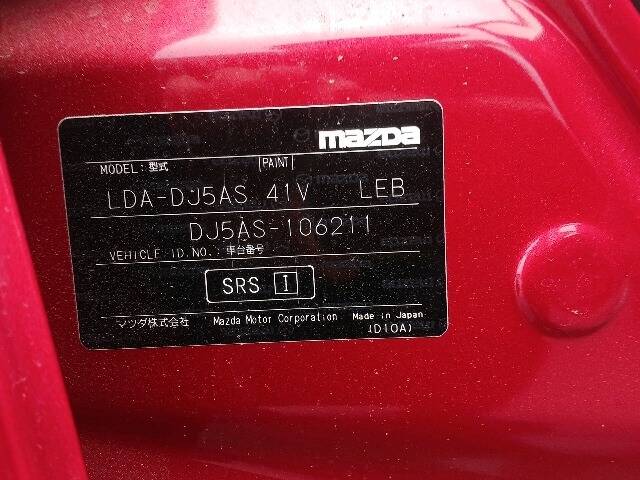 mazda
MODEL: 型式 PAINT
LDA-DJ5AS 41V LEB
DJ5AS-106211
VEHICLE ID.NO.: 車台番号
SRS I
マツダ株式会社 Mazda Motor Corporation Made in Japan
(D10A)